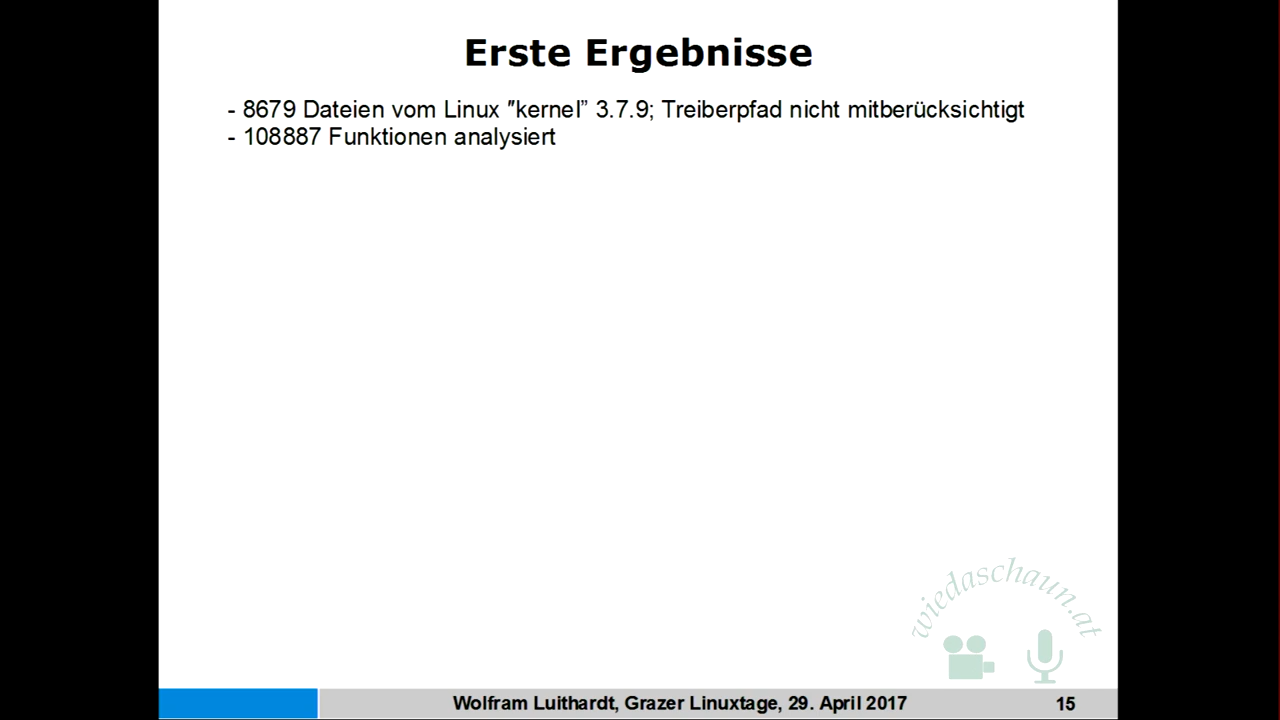 Erste Ergebnisse
- 8679 Dateien vom Linux "kernel” 3.7.9; Treiberpfad nicht mitberücksichtigt
- 108887 Funktionen analysiert
wiedaschaun.at
Wolfram Luithardt, Grazer Linuxtage, 29. April 2017
15